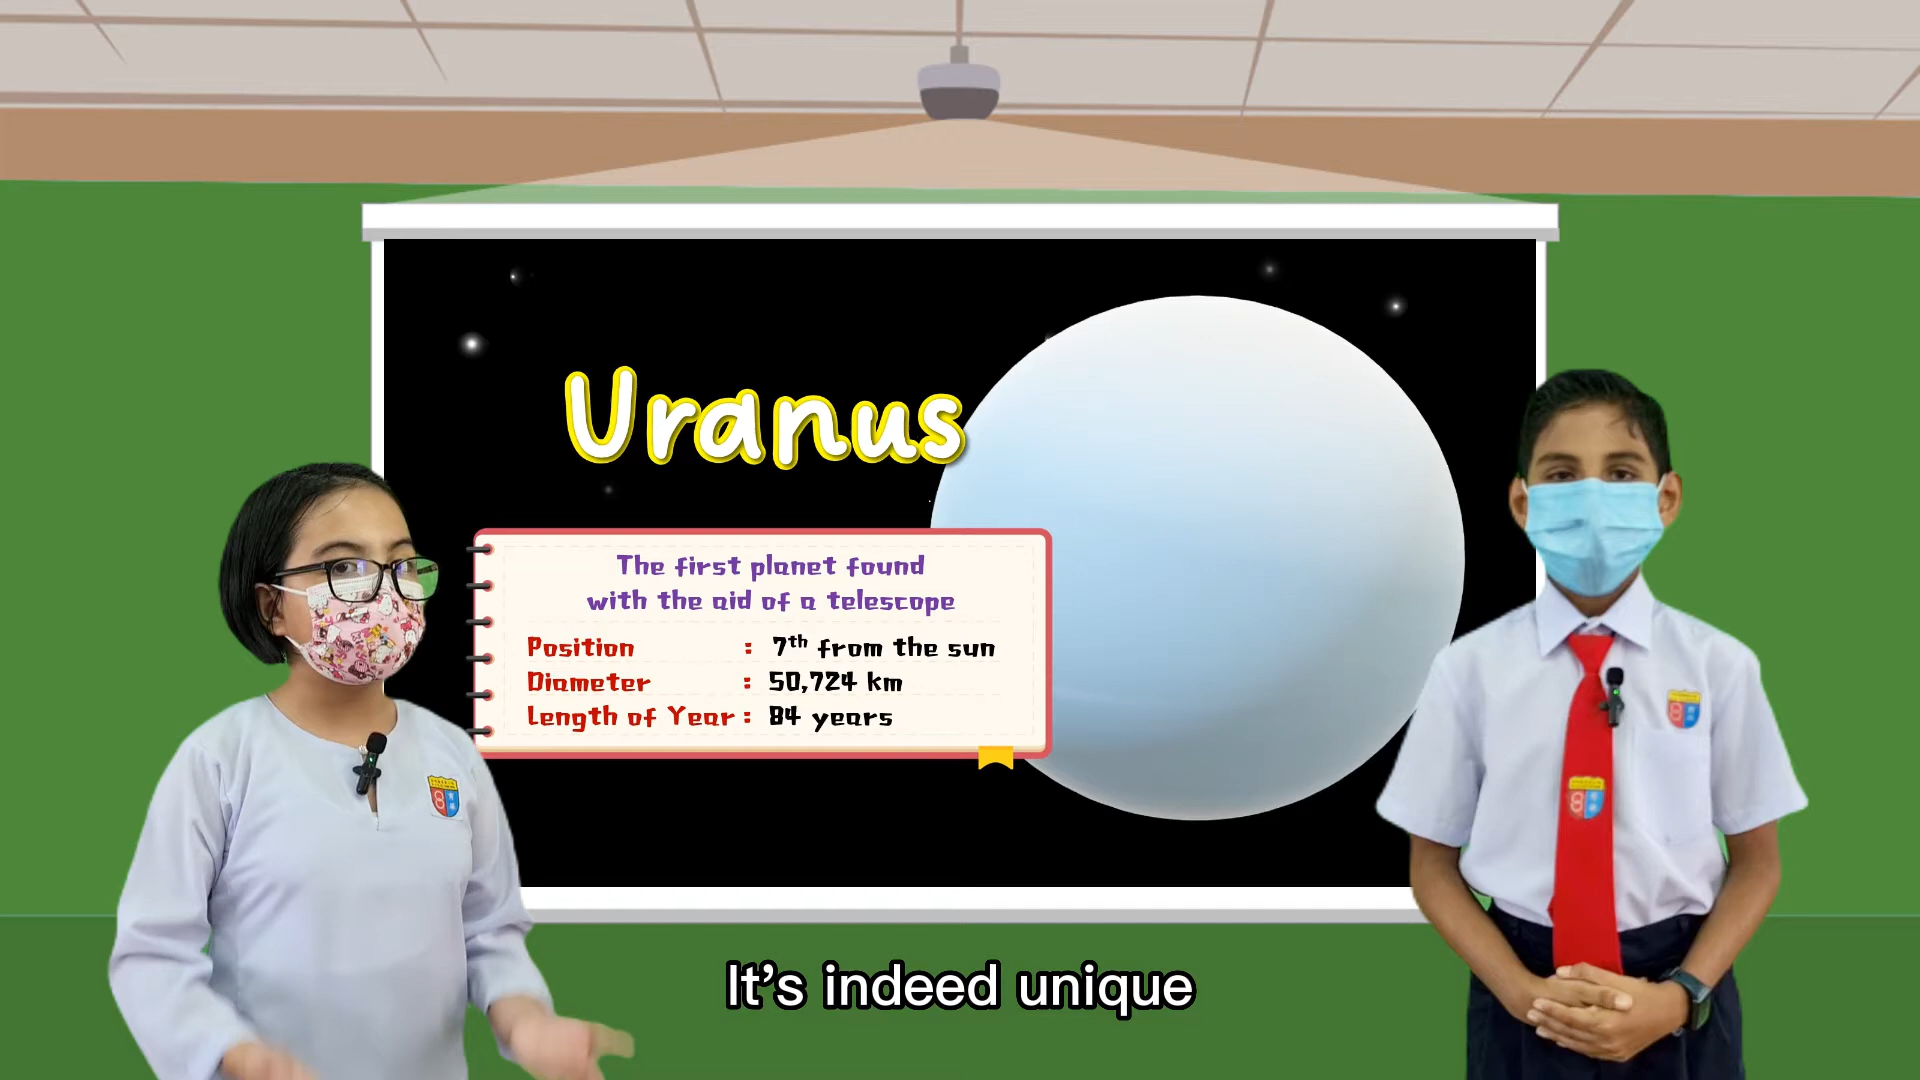 Uranus
The first planet found
with the aid of a telescope
Position : 7th from the sun
Diameter : 50,724 km
Length of Year : 84 years
It's indeed unique